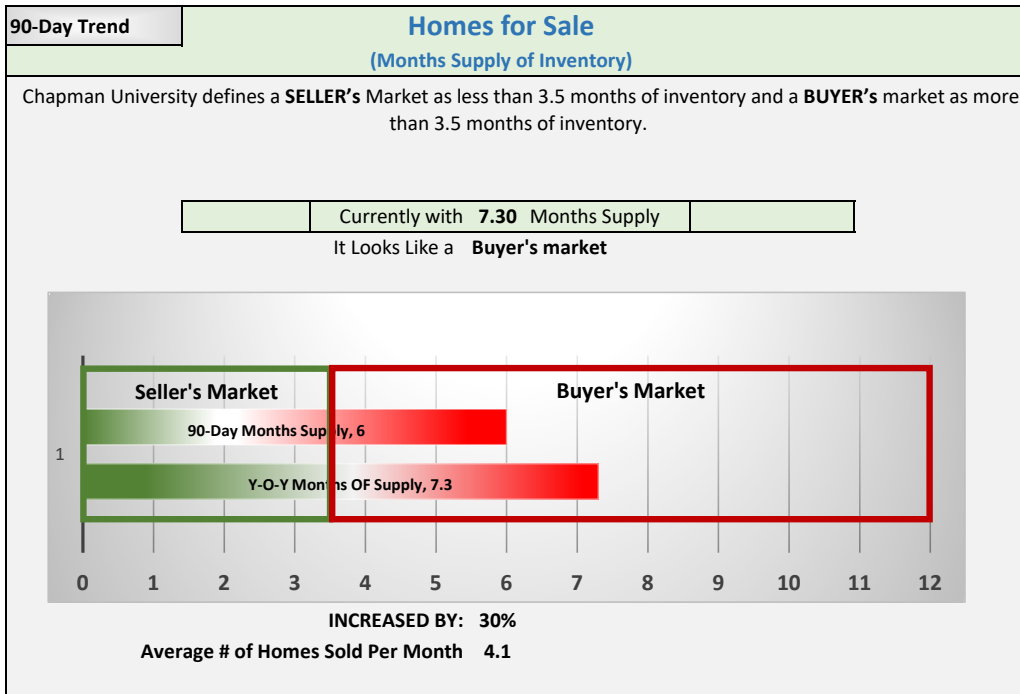 90-Day Trend
Homes for Sale
(Months Supply of Inventory)
Chapman University defines a SELLER's Market as less than 3.5 months of inventory and a BUYER's market as more
than 3.5 months of inventory.
Currently with 7.30 Months Supply
It Looks Like a Buyer's market
Seller's Market
Buyer's Market
90-Day Months Supply, 6
1
Y-O-Y Months OF Supply, 7.3
0 1 2 3 4 5 6 7 8 9 10 11 12
INCREASED BY: 30%
Average # of Homes Sold Per Month 4.1